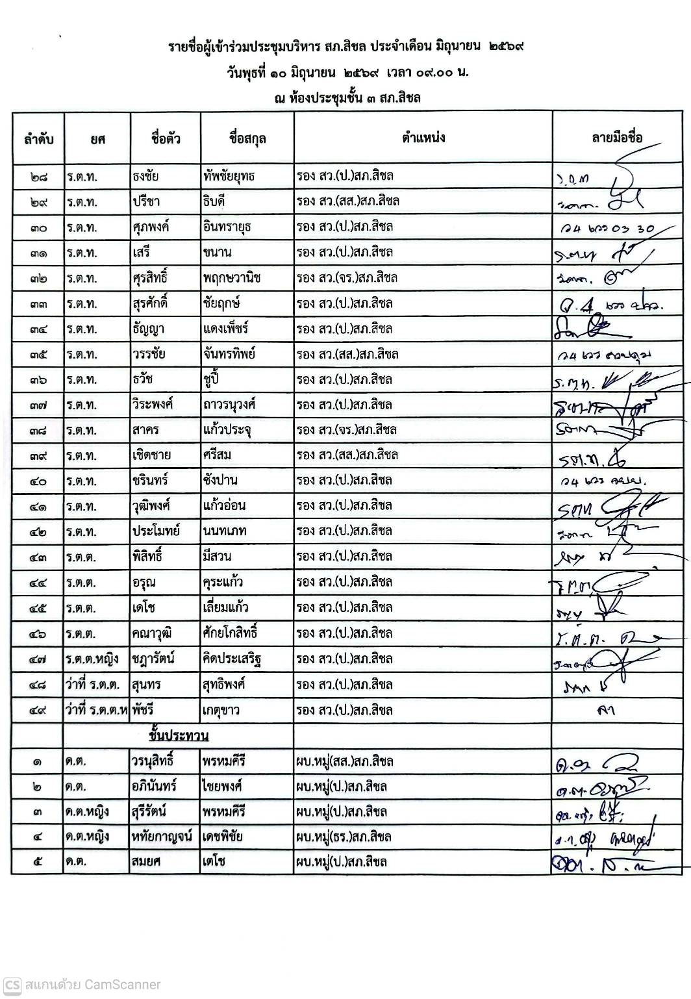 รายชื่อผู้เข้าร่วมประชุมบริหาร สภ.สิชล ประจำเดือน มิถุนายน ๒๕๖๙
วันพุธที่ ๑๐ มิถุนายน ๒๕๖๙ เวลา ๐๙.๐๐ น.
ณ ห้องประชุมชั้น ๓ สภ.สิชล
ลำดับ ยศ ชื่อตัว ชื่อสกุล ตำแหน่ง ลายมือชื่อ
๒๘ ร.ต.ท. ธงชัย ทัพชัยยุทธ รอง สว.(ป.)สภ.สิชล
๒๙ ร.ต.ท. ปรีชา ธิบดี รอง สว.(สส.)สภ.สิชล
๓๐ ร.ต.ท. ศุภพงศ์ อินทรายุธ รอง สว.(ป.)สภ.สิชล
๓๑ ร.ต.ท. เสรี ขนาน รอง สว.(ป.)สภ.สิชล ร.ต.ท
๓๒ ร.ต.ท. ศุรสิทธิ์ พฤกษวานิช รอง สว.(จร.)สภ.สิชล
๓๓ ร.ต.ท. สุรศักดิ์ ชัยฤกษ์ รอง สว.(ป.)สภ.สิชล
๓๔ ร.ต.ท. ธัญญา แดงเพ็ชร์ รอง สว.(ป.)สภ.สิชล
๓๕ ร.ต.ท. วรรชัย จันทรทิพย์ รอง สว.(สส.)สภ.สิชล
๓๖ ร.ต.ท. ธวัช ชูปี้ รอง สว.(ป.)สภ.สิชล ร.ต.ท.
๓๗ ร.ต.ท. วิระพงศ์ ถาวรนุวงศ์ รอง สว.(ป.)สภ.สิชล
๓๘ ร.ต.ท. สาคร แก้วประจุ รอง สว.(จร.)สภ.สิชล
๓๙ ร.ต.ท. เชิดชาย ศรีสม รอง สว.(สส.)สภ.สิชล รต.ท.
๔๐ ร.ต.ท. ชรินทร์ ชังปาน รอง สว.(ป.)สภ.สิชล
๔๑ ร.ต.ท. วุฒิพงศ์ แก้วอ่อน รอง สว.(ป.)สภ.สิชล รตท
๔๒ ร.ต.ท. ประโมทย์ นนทเภท รอง สว.(ป.)สภ.สิชล
๔๓ ร.ต.ต. พิสิทธิ์ มีสวน รอง สว.(ป.)สภ.สิชล
๔๔ ร.ต.ต. อรุณ คุระแก้ว รอง สว.(ป.)สภ.สิชล
๔๕ ร.ต.ต. เดโช เลี่ยมแก้ว รอง สว.(ป.)สภ.สิชล
๔๖ ร.ต.ต. คณาวุฒิ ศักยโกสิทธิ์ รอง สว.(ป.)สภ.สิชล
๔๗ ร.ต.ต.หญิง ชฎารัตน์ คิดประเสริฐ รอง สว.(ป.)สภ.สิชล
๔๘ ว่าที่ ร.ต.ต. สุนทร สุทธิพงศ์ รอง สว.(ป.)สภ.สิชล
๔๙ ว่าที่ ร.ต.ต.ห พัชรี เกตุขาว รอง สว.(ป.)สภ.สิชล ลา
ชั้นประทวน
๑ ด.ต. วรนุสิทธิ์ พรหมคีรี ผบ.หมู่(สส.)สภ.สิชล
๒ ด.ต. อภินันทร์ ไชยพงศ์ ผบ.หมู่(ป.)สภ.สิชล
๓ ด.ต.หญิง สุรีรัตน์ พรหมคีรี ผบ.หมู่(ป.)สภ.สิชล
๔ ด.ต.หญิง หทัยกาญจน์ เดชพิชัย ผบ.หมู่(ธร.)สภ.สิชล
๕ ด.ต. สมยศ เตโช ผบ.หมู่(ป.)สภ.สิชล
CS สแกนด้วย CamScanner